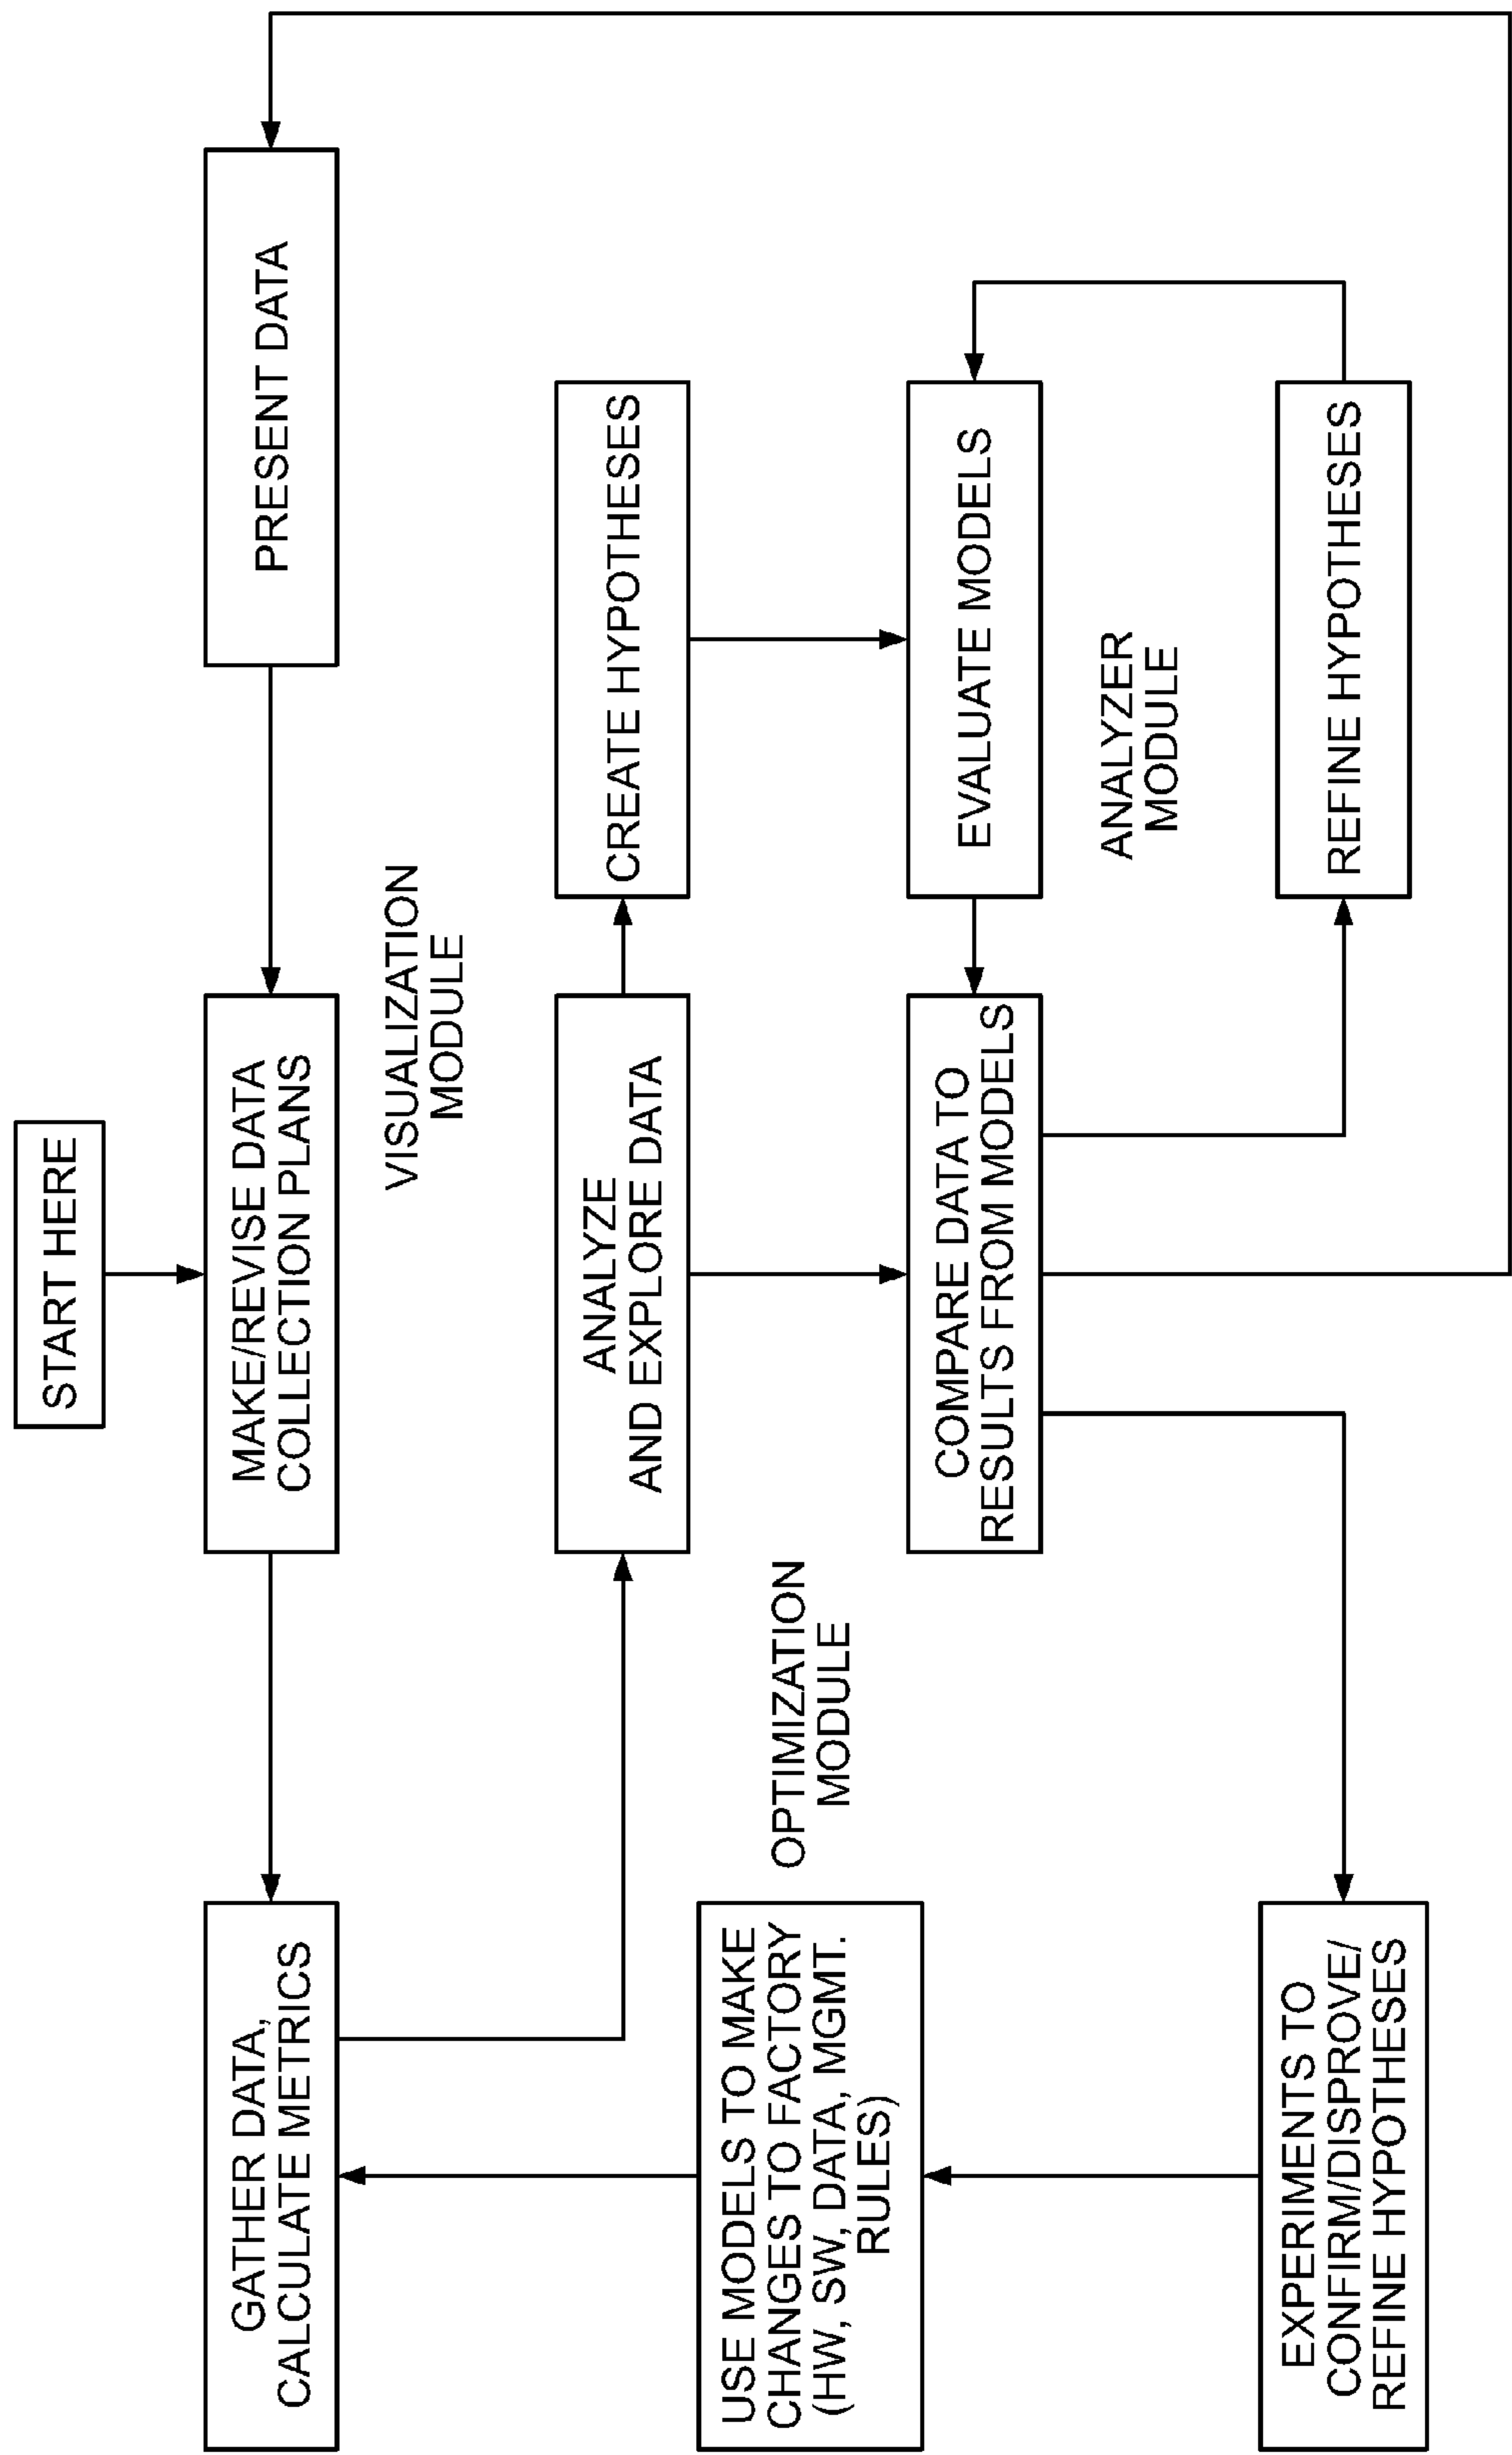 START HERE
GATHER DATA,
CALCULATE METRICS
MAKE/REVISE DATA
COLLECTION PLANS
PRESENT DATA
VISUALIZATION
MODULE
ANALYZE
AND EXPLORE DATA
CREATE HYPOTHESES
USE MODELS TO MAKE
CHANGES TO FACTORY
(HW, SW, DATA, MGMT.
RULES)
OPTIMIZATION
MODULE
COMPARE DATA TO
RESULTS FROM MODELS
EVALUATE MODELS
ANALYZER
MODULE
EXPERIMENTS TO
CONFIRM/DISPROVE/
REFINE HYPOTHESES
REFINE HYPOTHESES